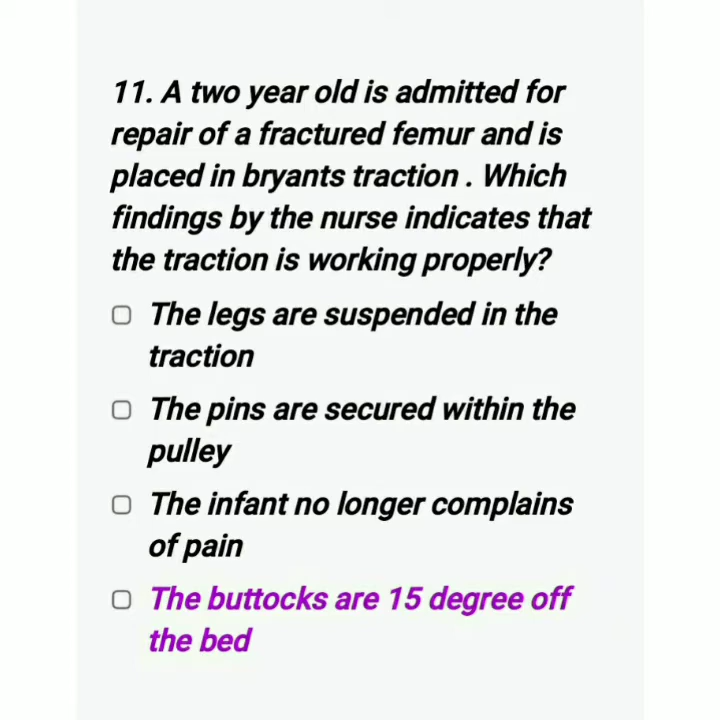 11. A two year old is admitted for
repair of a fractured femur and is
placed in bryants traction . Which
findings by the nurse indicates that
the traction is working properly?
The legs are suspended in the
traction
The pins are secured within the
pulley
The infant no longer complains
of pain
The buttocks are 15 degree off
the bed